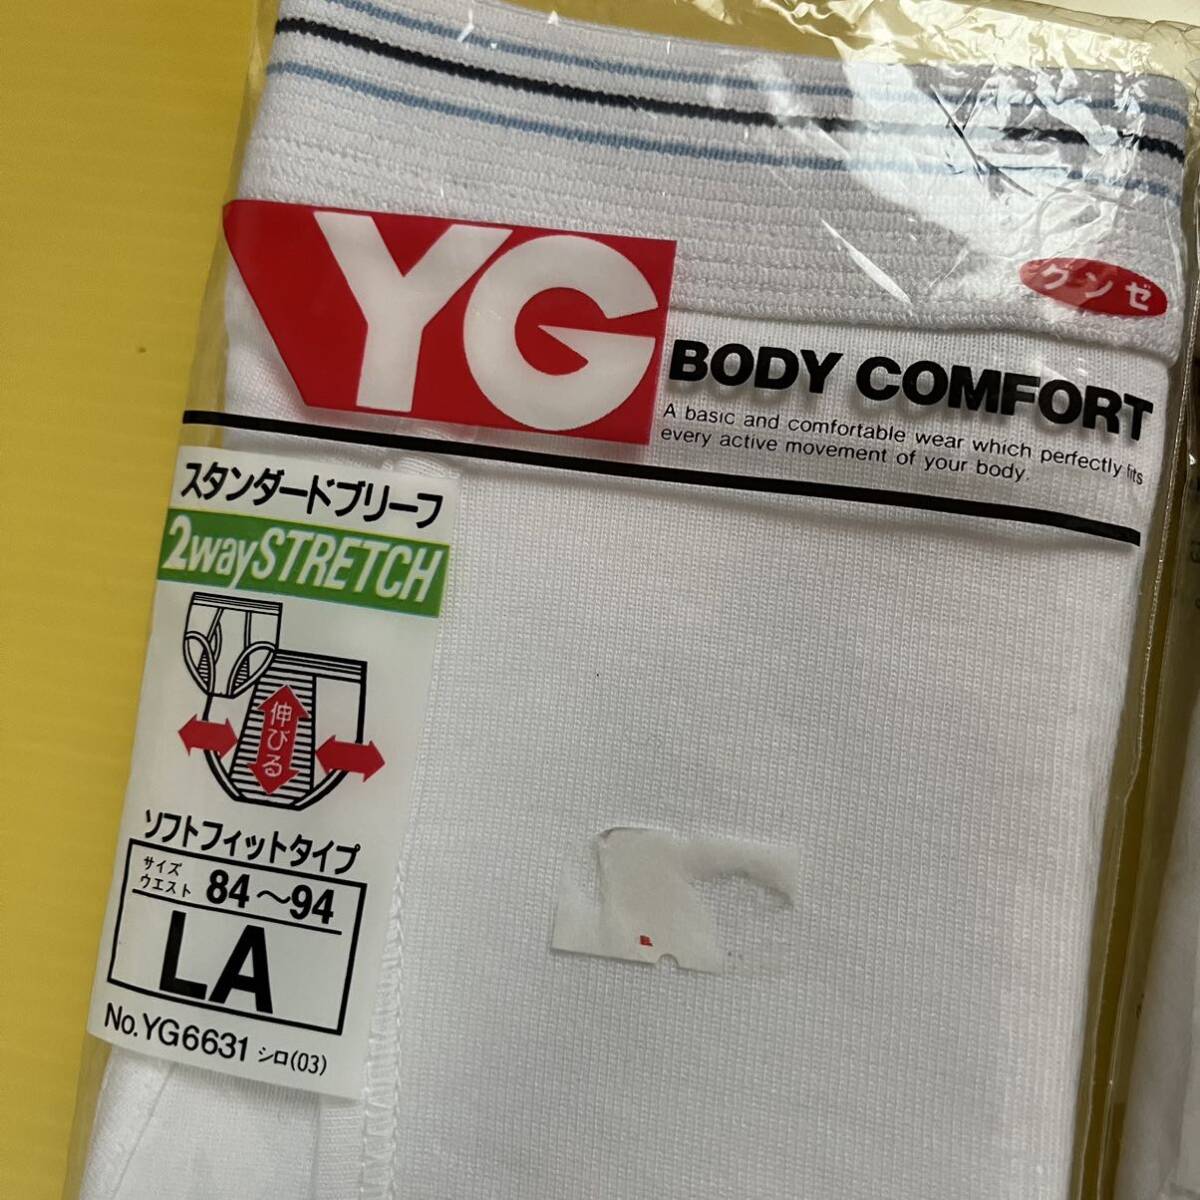 YG
グンゼ
BODY COMFORT
A basic and comfortable wear which perfectly fits
every active movement of your body.
スタンダードブリーフ
2waySTRETCH
伸びる
ソフトフィットタイプ
サイズ
ウエスト 84～94
LA
No.YG6631 シロ(03)